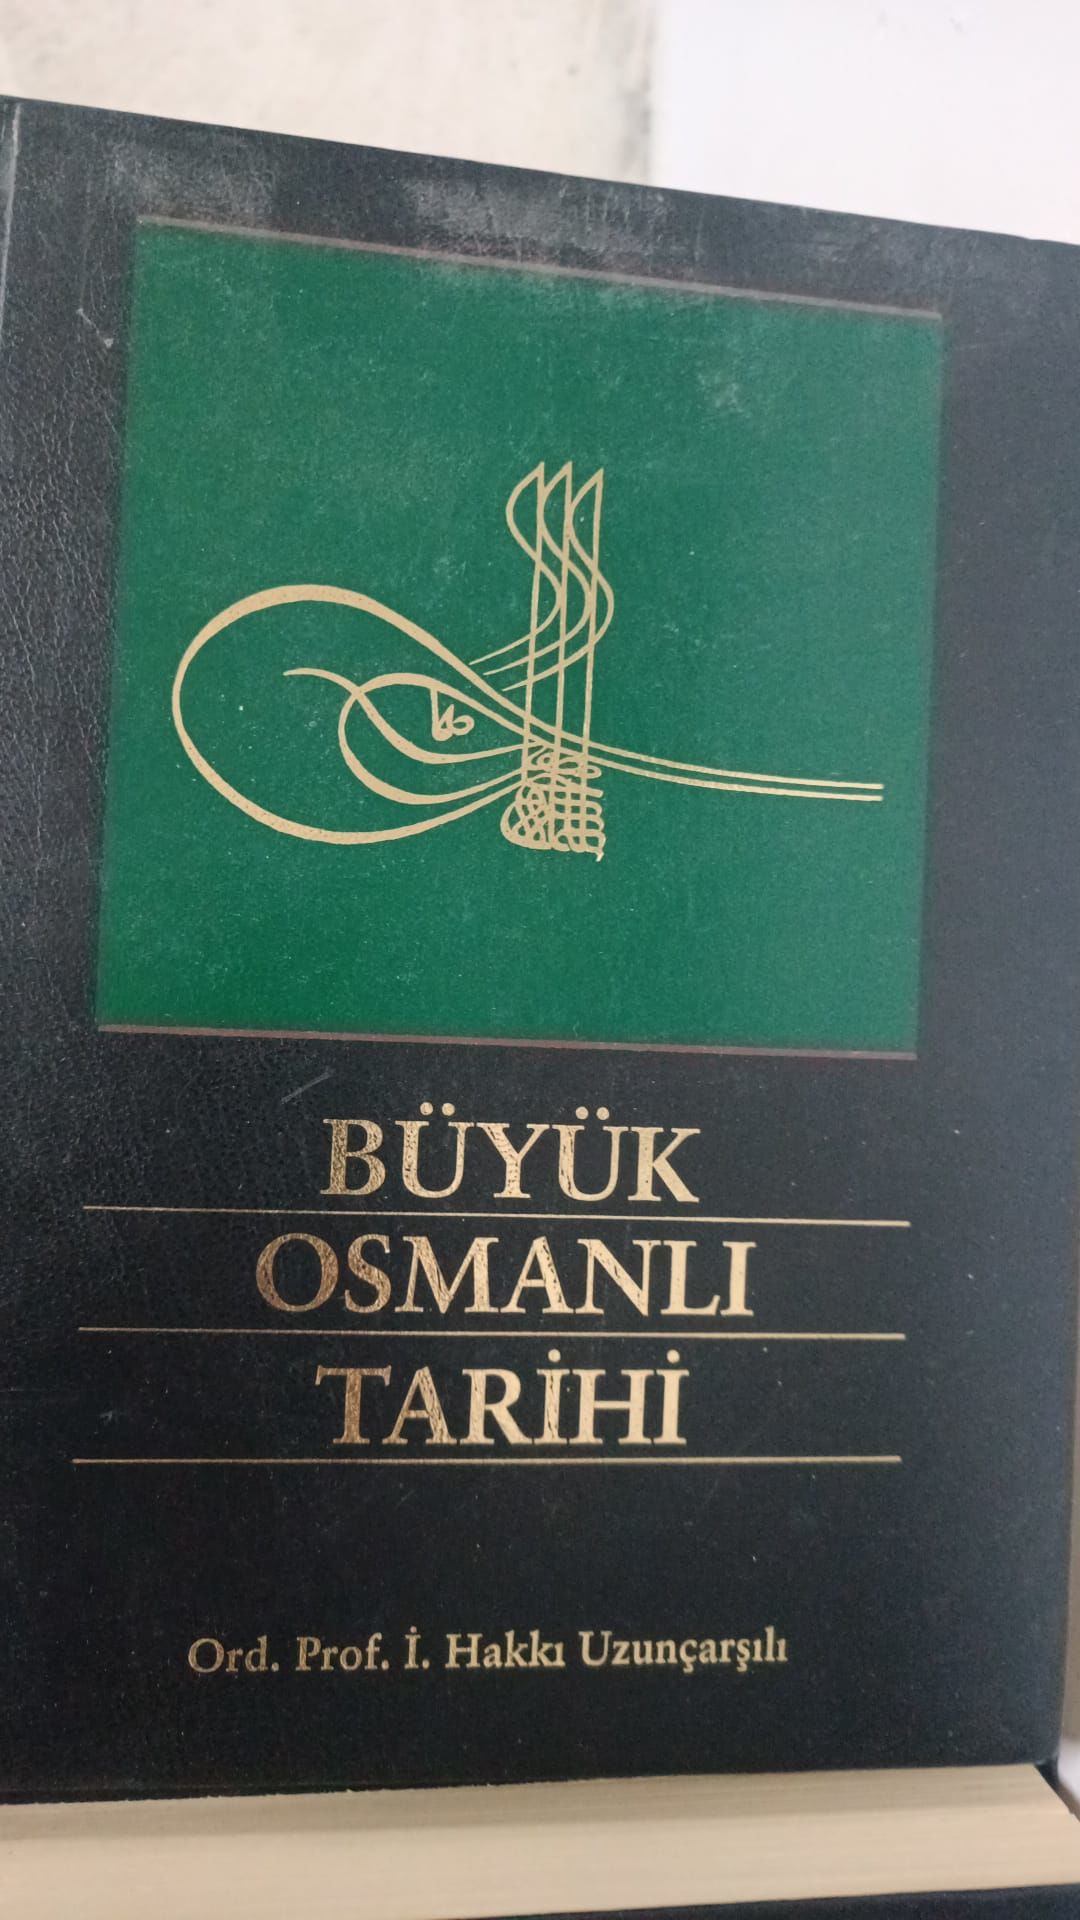 BÜYÜK
OSMANLI
TARİHİ
Ord. Prof. İ. Hakkı Uzunçarşılı